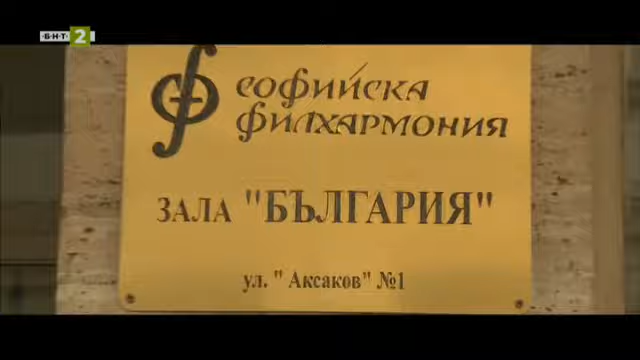 БНТ 2
софийска
филхармония
ЗАЛА "БЪЛГАРИЯ"
ул. " Аксаков" №1